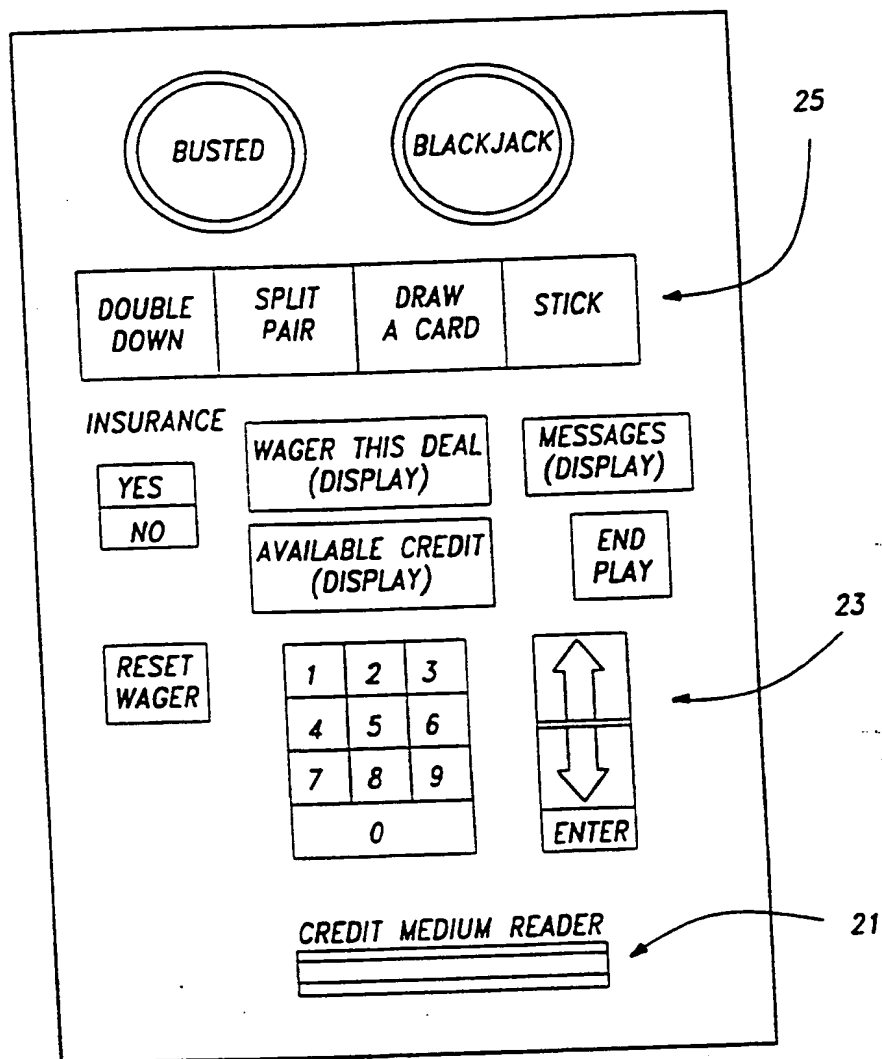 BUSTED
BLACKJACK
25
DOUBLE
DOWN
SPLIT
PAIR
DRAW
A CARD
STICK
INSURANCE
YES
NO
WAGER THIS DEAL
(DISPLAY)
MESSAGES
(DISPLAY)
AVAILABLE CREDIT
(DISPLAY)
END
PLAY
23
RESET
WAGER
1 2 3
4 5 6
7 8 9
0
ENTER
CREDIT MEDIUM READER
21